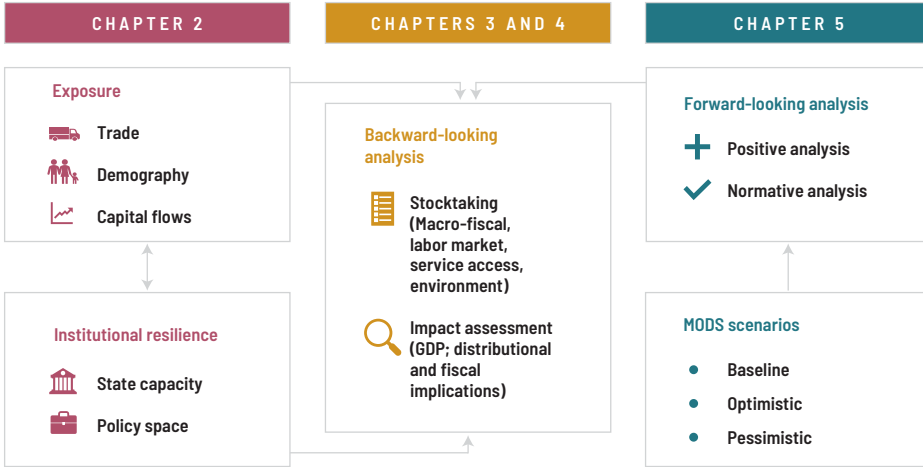 CHAPTER 2
Exposure
Trade
Demography
Capital flows
Institutional resilience
State capacity
Policy space
CHAPTERS 3 AND 4
Backward-looking
analysis
Stocktaking
(Macro-fiscal,
labor market,
service access,
environment)
Impact assessment
(GDP; distributional
and fiscal
implications)
CHAPTER 5
Forward-looking analysis
Positive analysis
Normative analysis
MODS scenarios
Baseline
Optimistic
Pessimistic